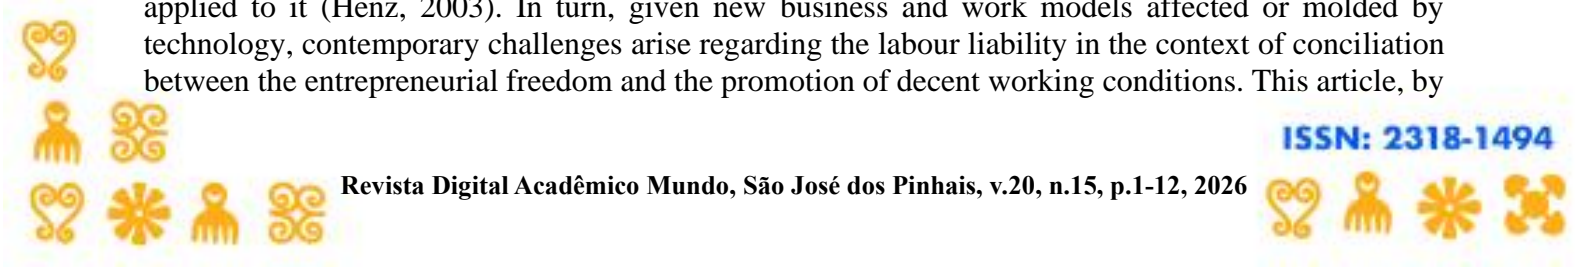 applied to it (Henz, 2003). In turn, given new business and work models affected or molded by
technology, contemporary challenges arise regarding the labour liability in the context of conciliation
between the entrepreneurial freedom and the promotion of decent working conditions. This article, by
ISSN: 2318-1494
Revista Digital Acadêmico Mundo, São José dos Pinhais, v.20, n.15, p.1-12, 2026